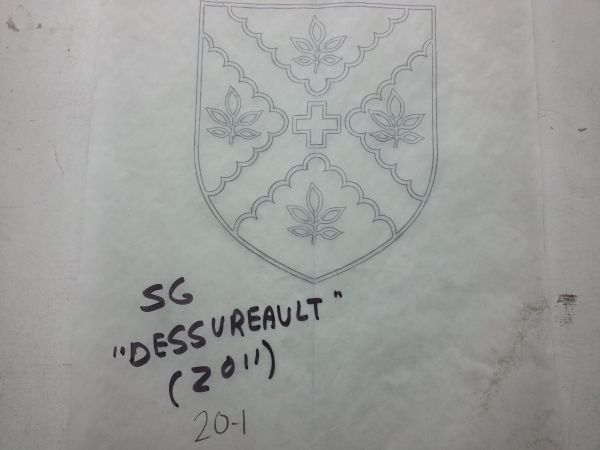 SG
"DESSUREAULT"
(2011)
20-1